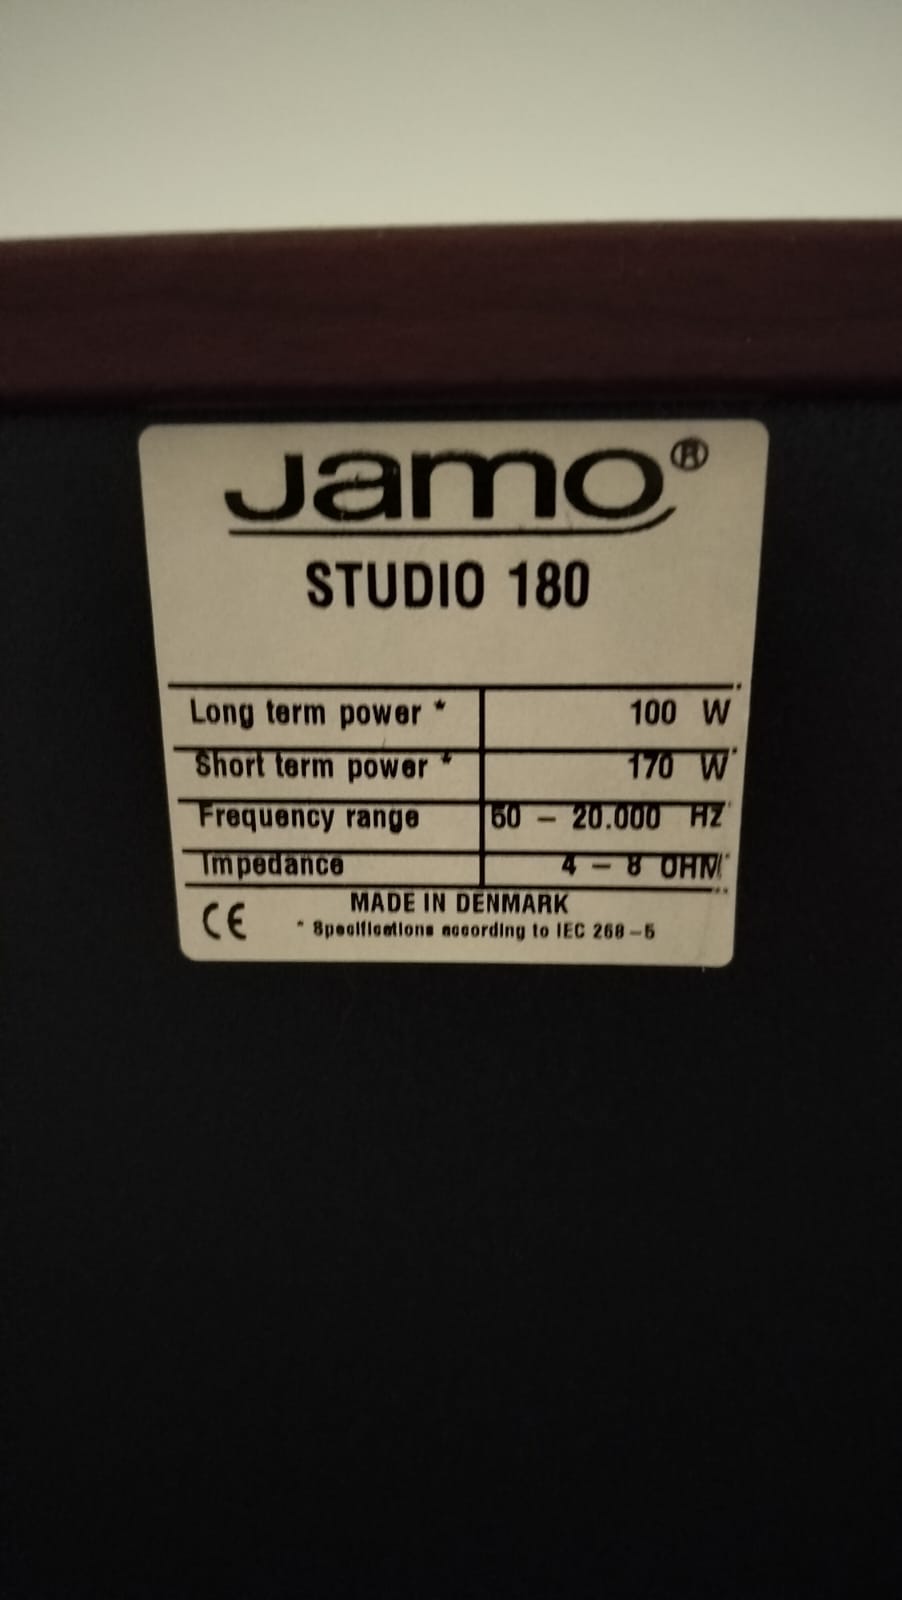 Jamo®
STUDIO 180
Long term power * 100 W
Short term power * 170 W
Frequency range 50 – 20.000 HZ
Impedance 4 – 8 OHM
CE MADE IN DENMARK
* Specifications according to IEC 268-5